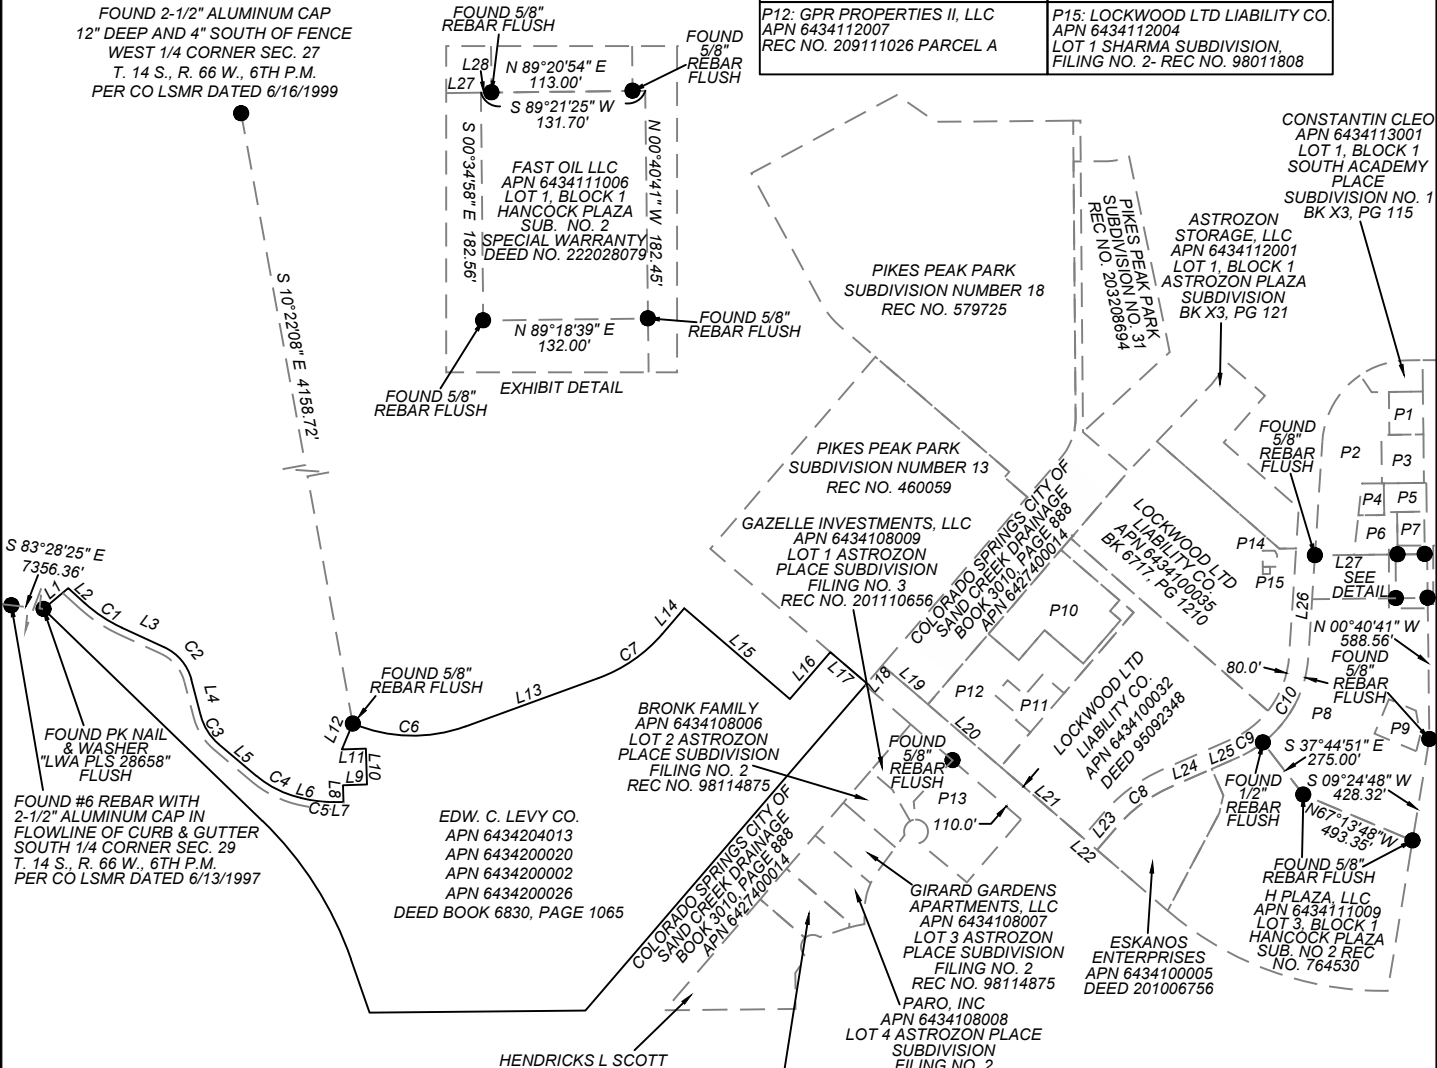 FOUND 2-1/2" ALUMINUM CAP
12" DEEP AND 4" SOUTH OF FENCE
WEST 1/4 CORNER SEC. 27
T. 14 S., R. 66 W., 6TH P.M.
PER CO LSMR DATED 6/16/1999
FOUND 5/8"
REBAR FLUSH
FOUND
5/8"
REBAR
FLUSH
L28
L27
N 89°20'54" E
113.00'
S 89°21'25" W
131.70'
S 00°34'58" E 182.56'
N 00°40'41" W 182.45'
FAST OIL LLC
APN 6434111006
LOT 1, BLOCK 1
HANCOCK PLAZA
SUB. NO. 2
SPECIAL WARRANTY
DEED NO. 222028079
N 89°18'39" E
132.00'
FOUND 5/8"
REBAR FLUSH
FOUND 5/8"
REBAR FLUSH
EXHIBIT DETAIL
P12: GPR PROPERTIES II, LLC
APN 6434112007
REC NO. 209111026 PARCEL A
P15: LOCKWOOD LTD LIABILITY CO.
APN 6434112004
LOT 1 SHARMA SUBDIVISION,
FILING NO. 2- REC NO. 98011808
CONSTANTIN CLEO
APN 6434113001
LOT 1, BLOCK 1
SOUTH ACADEMY
PLACE
SUBDIVISION NO. 1
BK X3, PG 115
ASTROZON
STORAGE, LLC
APN 6434112001
LOT 1, BLOCK 1
ASTROZON PLAZA
SUBDIVISION
BK X3, PG 121
PIKES PEAK PARK
SUBDIVISION NO. 31
REC NO. 203208694
PIKES PEAK PARK
SUBDIVISION NUMBER 18
REC NO. 579725
S 10°22'08" E 4158.72'
PIKES PEAK PARK
SUBDIVISION NUMBER 13
REC NO. 460059
FOUND
5/8"
REBAR
FLUSH
P1
P2
P3
P4
P5
P6
P7
P14
P15
L27
SEE
DETAIL
L26
N 00°40'41" W
588.56'
FOUND
5/8"
REBAR
FLUSH
80.0'
C10
P8
P9
GAZELLE INVESTMENTS, LLC
APN 6434108009
LOT 1 ASTROZON
PLACE SUBDIVISION
FILING NO. 3
REC NO. 201110656
COLORADO SPRINGS CITY OF
SAND CREEK DRAINAGE
BOOK 3010, PAGE 888
APN 6427400014
LOCKWOOD LTD
LIABILITY CO.
APN 6434100035
BK 6717, PG 1210
P10
P11
P12
LOCKWOOD LTD
LIABILITY CO.
APN 6434100032
DEED 95092348
S 83°28'25" E
7356.36'
L1
L2
C1
L3
C2
L4
C3
L5
C4
L6
C5
L7
L8
L9
L10
L11
L12
FOUND 5/8"
REBAR FLUSH
C6
L13
C7
L14
L15
L16
L17
L18
L19
L20
L21
L22
L23
C8
L24
L25
C9
FOUND PK NAIL
& WASHER
"LWA PLS 28658"
FLUSH
FOUND #6 REBAR WITH
2-1/2" ALUMINUM CAP IN
FLOWLINE OF CURB & GUTTER
SOUTH 1/4 CORNER SEC. 29
T. 14 S., R. 66 W., 6TH P.M.
PER CO LSMR DATED 6/13/1997
EDW. C. LEVY CO.
APN 6434204013
APN 6434200020
APN 6434200002
APN 6434200026
DEED BOOK 6830, PAGE 1065
BRONK FAMILY
APN 6434108006
LOT 2 ASTROZON
PLACE SUBDIVISION
FILING NO. 2
REC NO. 98114875
COLORADO SPRINGS CITY OF
SAND CREEK DRAINAGE
BOOK 3010, PAGE 888
APN 6427400014
FOUND
5/8"
REBAR
FLUSH
P13
110.0'
S 37°44'51" E
275.00'
S 09°24'48" W
428.32'
N67°13'48"W
493.35'
FOUND
1/2"
REBAR
FLUSH
FOUND 5/8"
REBAR FLUSH
H PLAZA, LLC
APN 6434111009
LOT 3, BLOCK 1
HANCOCK PLAZA
SUB. NO 2 REC
NO. 764530
GIRARD GARDENS
APARTMENTS, LLC
APN 6434108007
LOT 3 ASTROZON
PLACE SUBDIVISION
FILING NO. 2
REC NO. 98114875
ESKANOS
ENTERPRISES
APN 6434100005
DEED 201006756
PARO, INC
APN 6434108008
LOT 4 ASTROZON PLACE
SUBDIVISION
FILING NO. 2
HENDRICKS L SCOTT